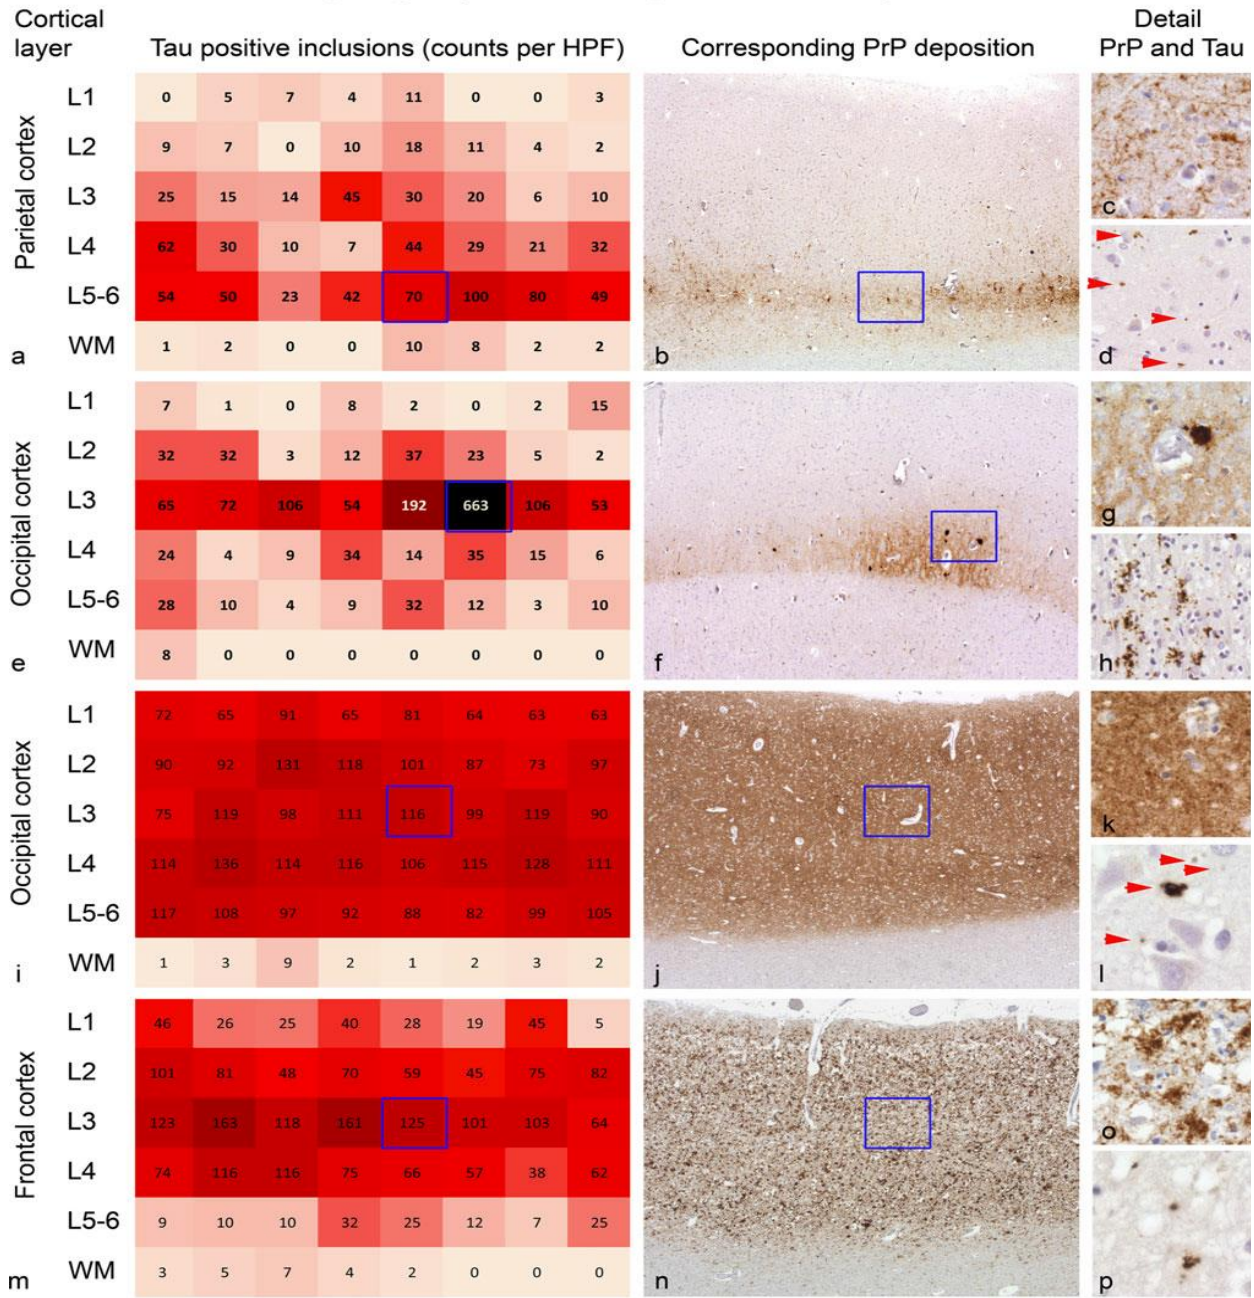 Cortical layer
Tau positive inclusions (counts per HPF)
Corresponding PrP deposition
Detail PrP and Tau
Parietal cortex
L1 0 5 7 4 11 0 0 3
L2 9 7 0 10 18 11 4 2
L3 25 15 14 45 30 20 6 10
L4 62 30 10 7 44 29 21 32
L5-6 54 50 23 42 70 100 80 49
WM 1 2 0 0 10 8 2 2
a
b
c
d
Occipital cortex
L1 7 1 0 8 2 0 2 15
L2 32 32 3 12 37 23 5 2
L3 65 72 106 54 192 663 106 53
L4 24 4 9 34 14 35 15 6
L5-6 28 10 4 9 32 12 3 10
WM 8 0 0 0 0 0 0 0
e
f
g
h
Occipital cortex
L1 72 65 91 65 81 64 63 63
L2 90 92 131 118 101 87 73 97
L3 75 119 98 111 116 99 119 90
L4 114 136 114 116 106 115 128 111
L5-6 117 108 97 92 88 82 99 105
WM 1 3 9 2 1 2 3 2
i
j
k
l
Frontal cortex
L1 46 26 25 40 28 19 45 5
L2 101 81 48 70 59 45 75 82
L3 123 163 118 161 125 101 103 64
L4 74 116 116 75 66 57 38 62
L5-6 9 10 10 32 25 12 7 25
WM 3 5 7 4 2 0 0 0
m
n
o
p